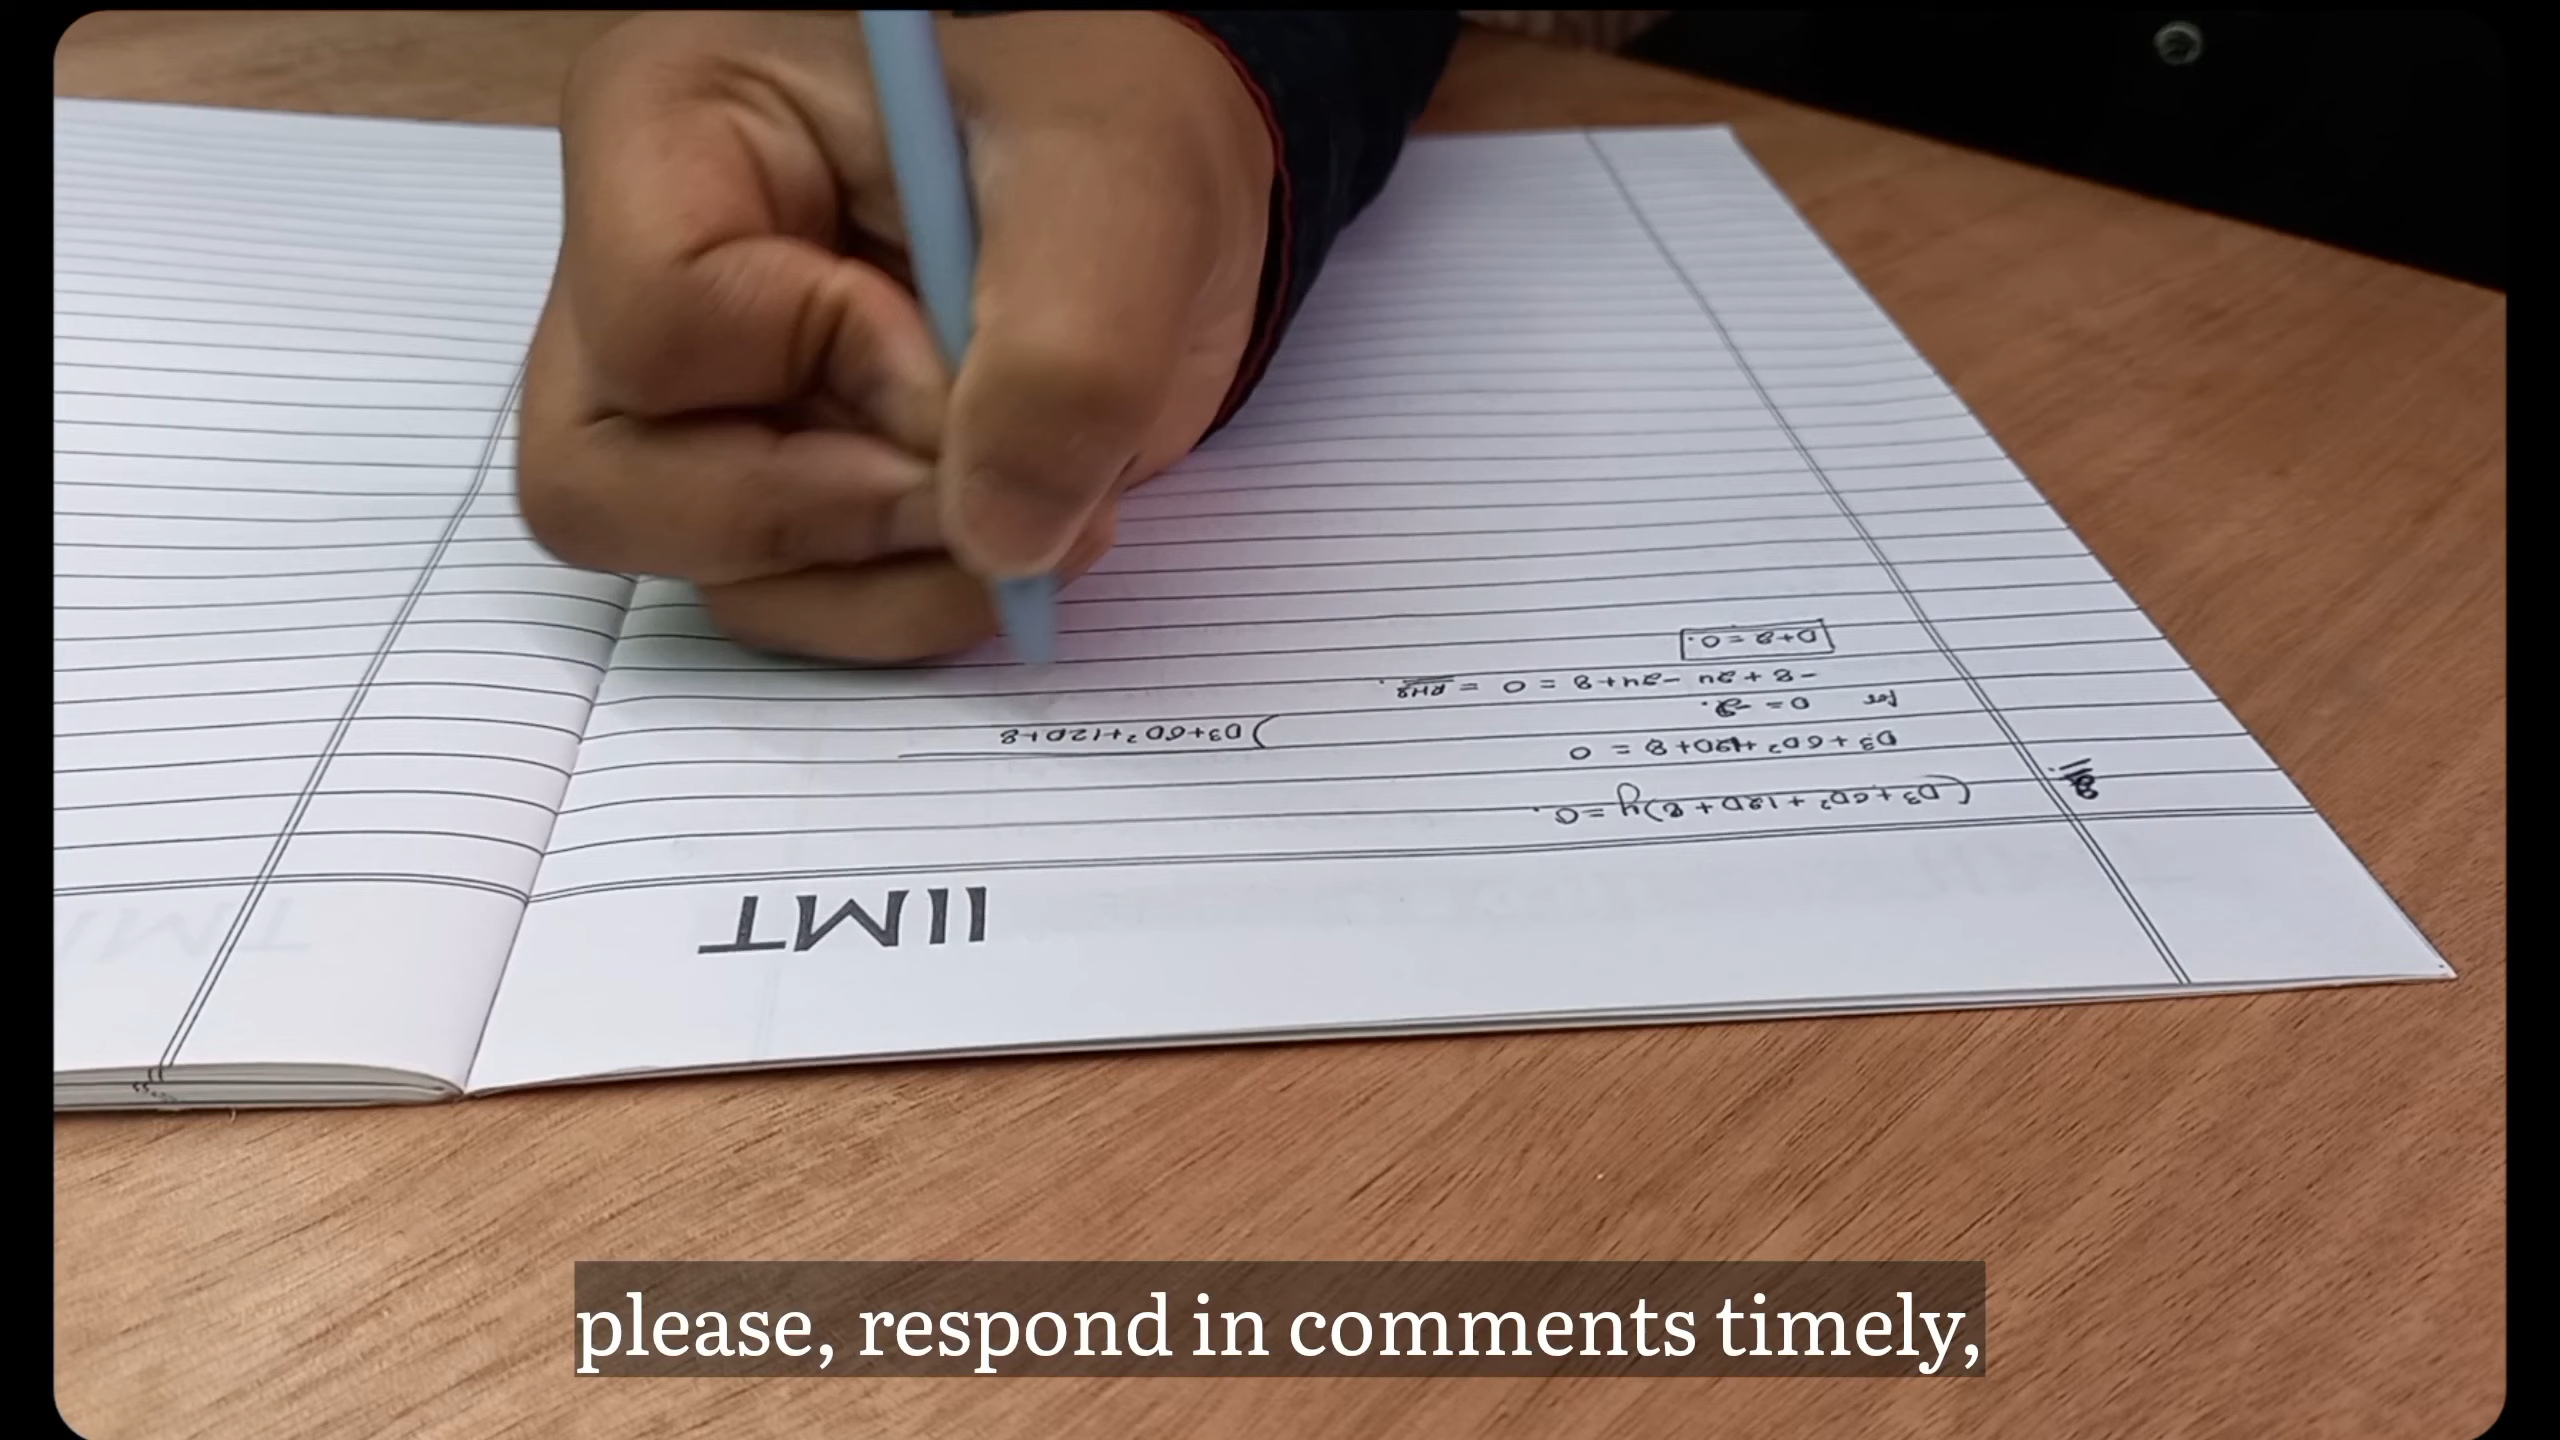 IIMT
(D3+6D²+12D+8)y=0.
D3+6D²+12D+8 = 0
for D = -2.
-8+24-24+8 = 0 = RHS.
D+2=0.
)D3+6D²+12D+8
please, respond in comments timely,